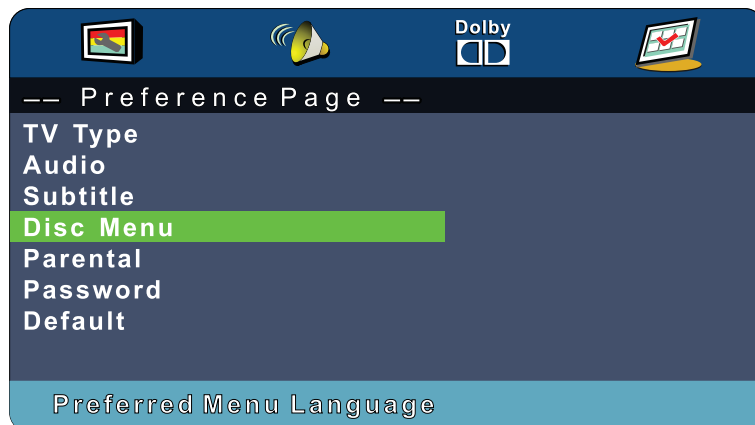 Dolby
—— Preference Page ——
TV Type
Audio
Subtitle
Disc Menu
Parental
Password
Default
Preferred Menu Language